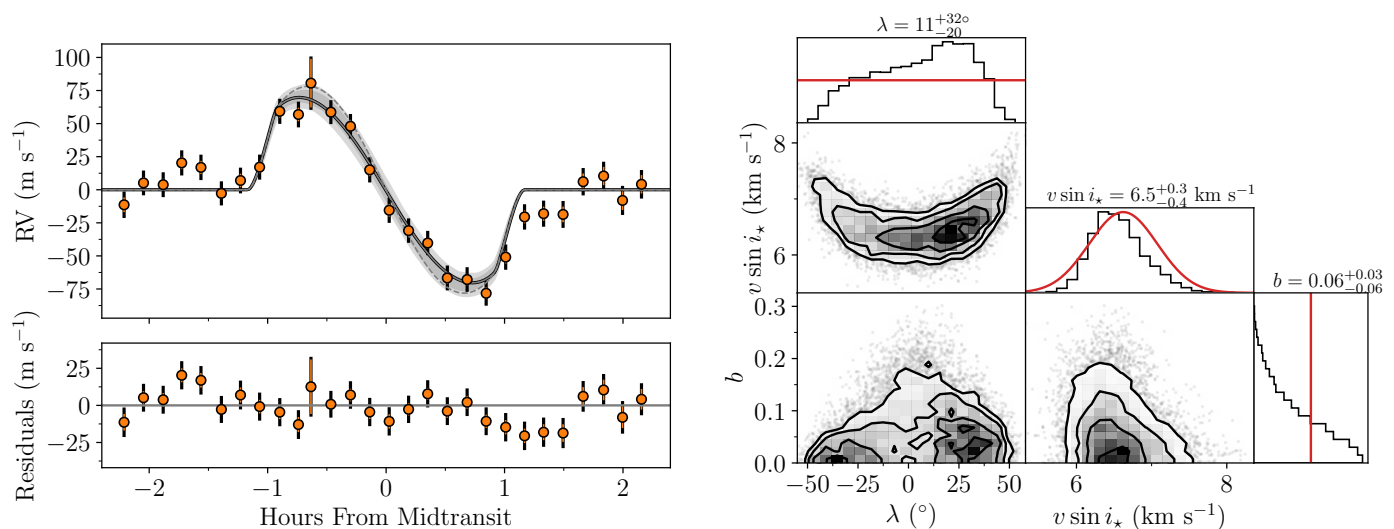 100
75
50
25
0
−25
−50
−75
RV (m s⁻¹)
25
0
−25
Residuals (m s⁻¹)
−2
−1
0
1
2
Hours From Midtransit
λ = 11⁺³²₋₂₀°
8
6
v sin i⋆ (km s⁻¹)
v sin i⋆ = 6.5⁺⁰·³₋₀.₄ km s⁻¹
b = 0.06⁺⁰·⁰³₋₀.₀₆
0.3
0.2
0.1
0.0
b
−50
−25
0
25
50
λ (°)
6
8
v sin i⋆ (km s⁻¹)